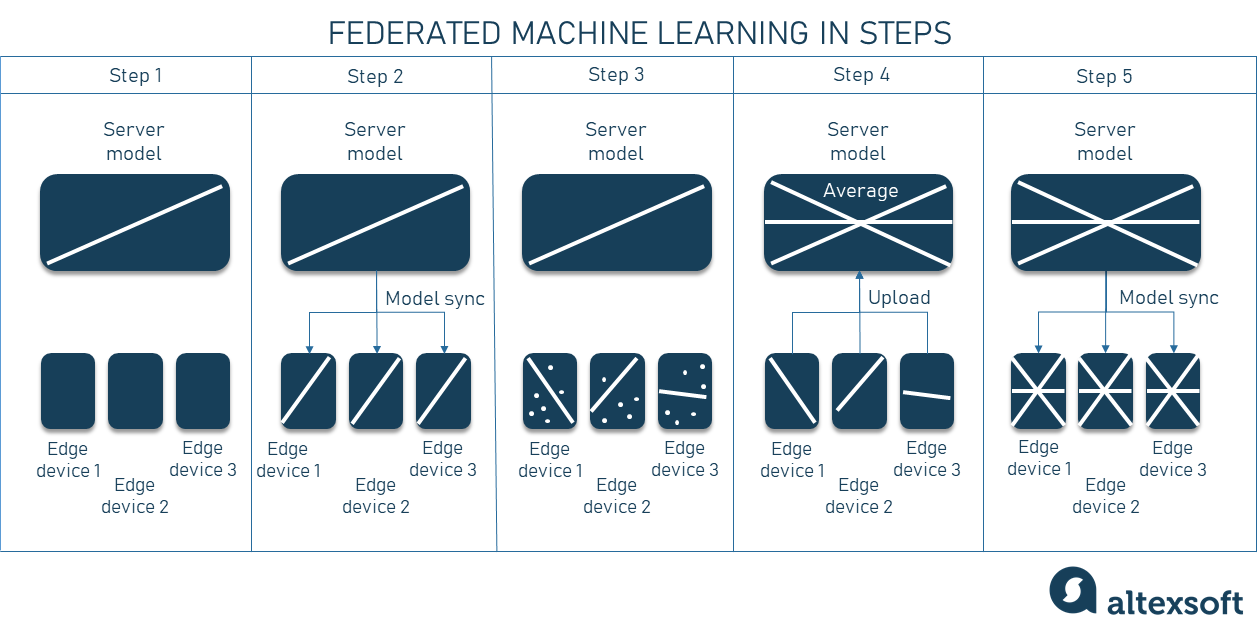 FEDERATED MACHINE LEARNING IN STEPS
Step 1
Step 2
Step 3
Step 4
Step 5
Server
model
Server
model
Server
model
Server
model
Server
model
Average
Model sync
Upload
Model sync
Edge
device 1
Edge
device 2
Edge
device 3
Edge
device 1
Edge
device 2
Edge
device 3
Edge
device 1
Edge
device 2
Edge
device 3
Edge
device 1
Edge
device 2
Edge
device 3
Edge
device 1
Edge
device 2
Edge
device 3
altexsoft